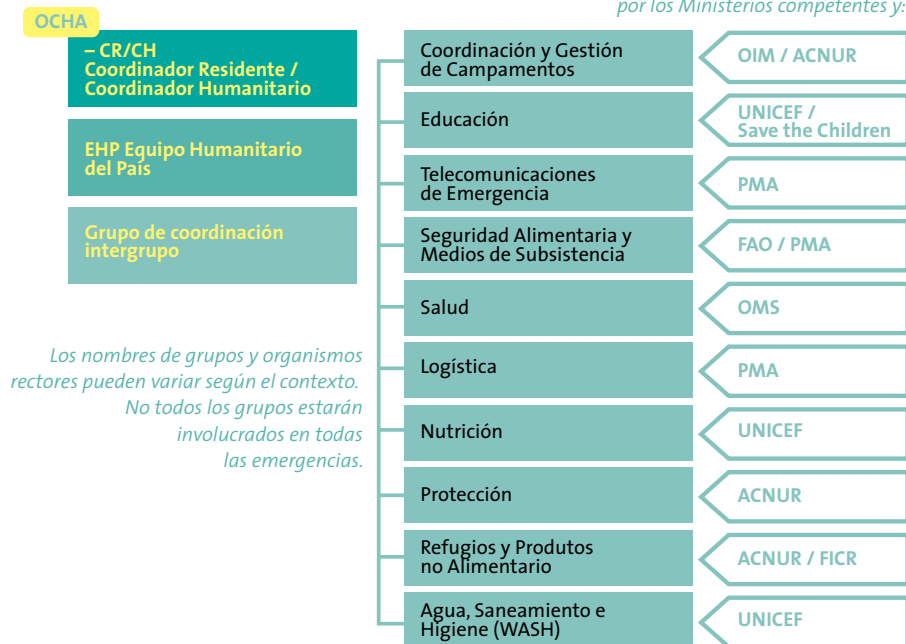 por los Ministerios competentes y:
OCHA
– CR/CH
Coordinador Residente /
Coordinador Humanitario
EHP Equipo Humanitario
del País
Grupo de coordinación
intergrupo
Los nombres de grupos y organismos
rectores pueden variar según el contexto.
No todos los grupos estarán
involucrados en todas
las emergencias.
Coordinación y Gestión
de Campamentos
OIM / ACNUR
Educación
UNICEF /
Save the Children
Telecomunicaciones
de Emergencia
PMA
Seguridad Alimentaria y
Medios de Subsistencia
FAO / PMA
Salud
OMS
Logística
PMA
Nutrición
UNICEF
Protección
ACNUR
Refugios y Produtos
no Alimentario
ACNUR / FICR
Agua, Saneamiento e
Higiene (WASH)
UNICEF